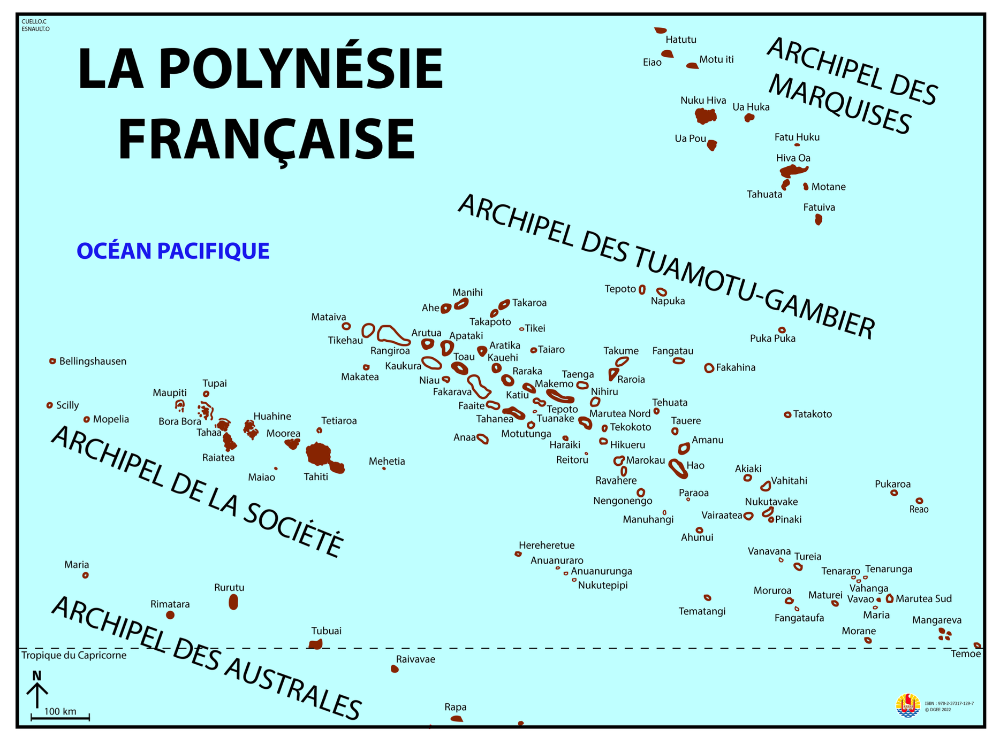 CUELLO.C
ESNAULT.O
LA POLYNÉSIE
FRANÇAISE
OCÉAN PACIFIQUE
ARCHIPEL DES
MARQUISES
Hatutu
Eiao
Motu iti
Nuku Hiva
Ua Huka
Ua Pou
Fatu Huku
Hiva Oa
Tahuata
Motane
Fatuiva
ARCHIPEL DES TUAMOTU-GAMBIER
Tepoto
Napuka
Manihi
Ahe
Takaroa
Takapoto
Tikei
Mataiva
Tikehau
Rangiroa
Arutua
Apataki
Aratika
Kauehi
Taiaro
Toau
Kaukura
Makatea
Niau
Raraka
Fakarava
Katiu
Makemo
Taenga
Takume
Raroia
Nihiru
Fangatau
Fakahina
Puka Puka
Faaite
Tahanea
Tepoto
Tuanake
Motutunga
Marutea Nord
Tehuata
Tekokoto
Tauere
Tatakoto
Anaa
Haraiki
Hikueru
Amanu
Reitoru
Marokau
Hao
Ravahere
Akiaki
Vahitahi
Nengonengo
Paraoa
Nukutavake
Pukaroa
Reao
Manuhangi
Vairaatea
Pinaki
Ahunui
Hereheretue
Anuanuraro
Anuanurunga
Nukutepipi
Vanavana
Tureia
Tenararo
Tenarunga
Vahanga
Moruroa
Maturei
Vavao
Marutea Sud
Tematangi
Fangataufa
Maria
Mangareva
Morane
Temoe
Bellingshausen
Scilly
Mopelia
Maupiti
Tupai
Bora Bora
Tahaa
Raiatea
Huahine
Moorea
Tetiaroa
Maiao
Tahiti
Mehetia
ARCHIPEL DE LA SOCIÉTÉ
Maria
Rimatara
Rurutu
Tubuai
ARCHIPEL DES AUSTRALES
Tropique du Capricorne
Raivavae
Rapa
N
100 km
ISBN : 978-2-37317-129-7
© DGEE 2022